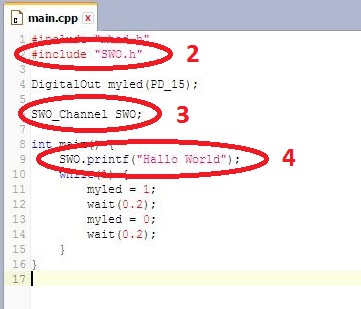 main.cpp
1 #include "mbed.h"
2 #include "SWO.h" 2
3
4 DigitalOut myled(PD_15);
5
6 SWO_Channel SWO; 3
7
8 int main() {
9 SWO.printf("Hallo World"); 4
10 while(1) {
11 myled = 1;
12 wait(0.2);
13 myled = 0;
14 wait(0.2);
15 }
16 }
17